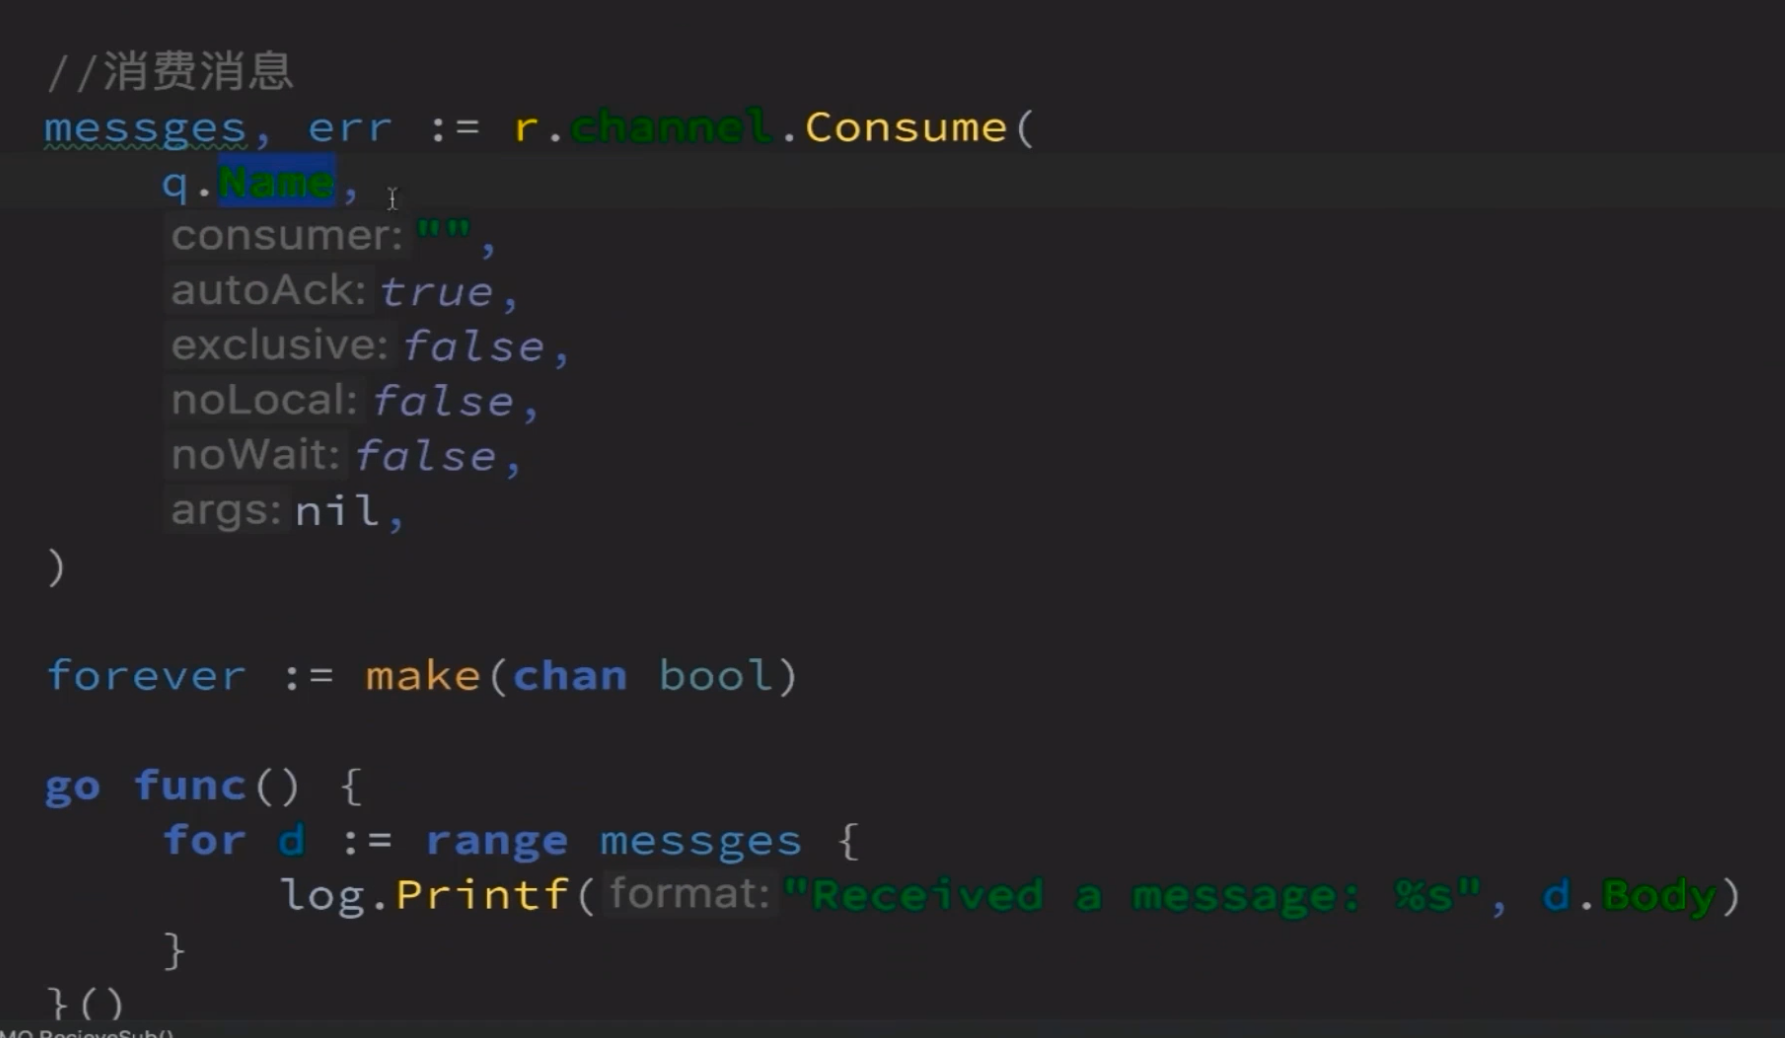 //消费消息
messges, err := r.channel.Consume(
q.Name,
consumer: "",
autoAck: true,
exclusive: false,
noLocal: false,
noWait: false,
args: nil,
)
forever := make(chan bool)
go func() {
for d := range messges {
log.Printf( format: "Received a message: %s", d.Body)
}
}()
MQ.RecieveSub()